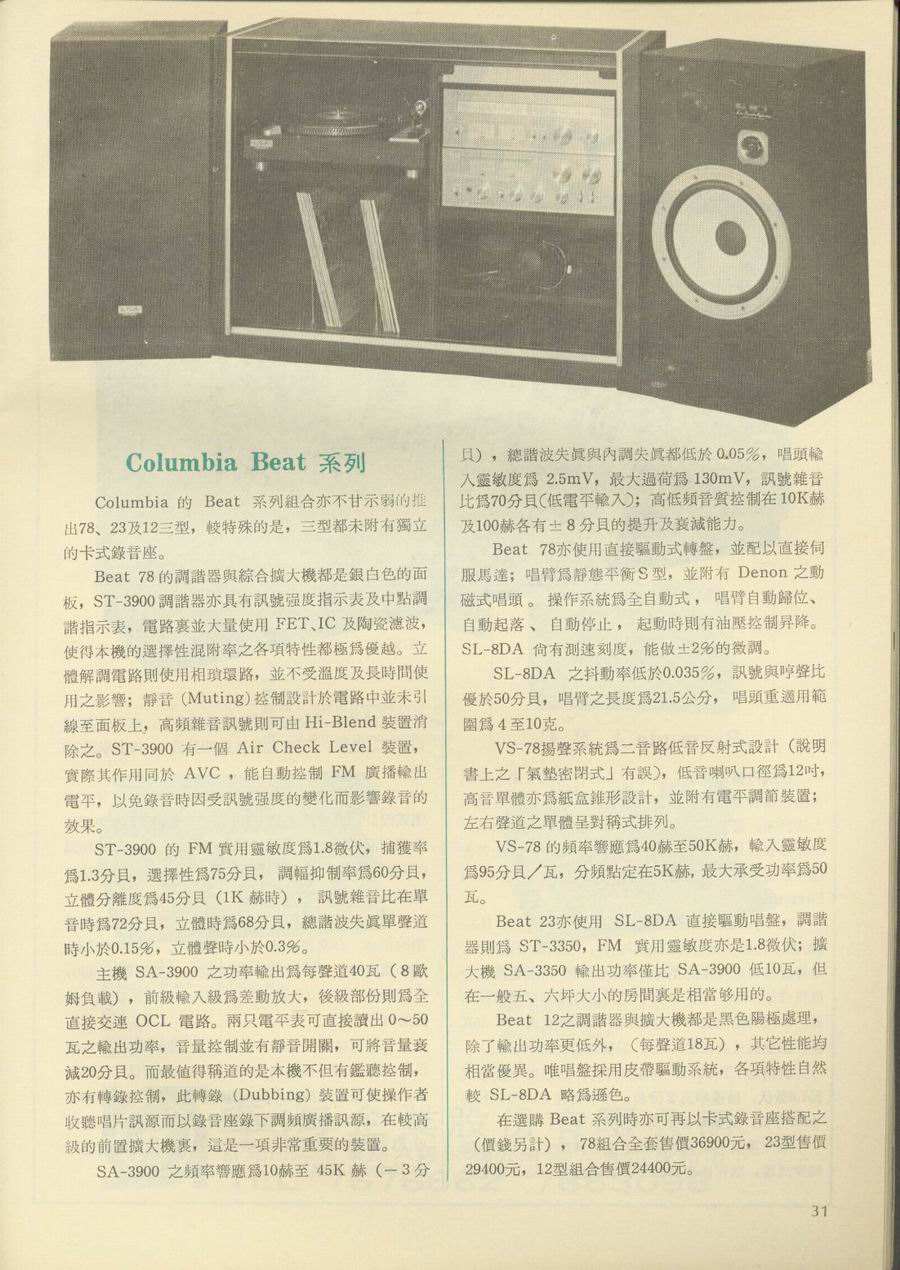 Columbia Beat 系列
Columbia 的 Beat 系列組合亦不甘示弱的推
出78、23及12三型，較特殊的是，三型都未附有獨立
的卡式錄音座。
Beat 78 的調諧器與綜合擴大機都是銀白色的面
板，ST-3900 調諧器亦具有訊號强度指示表及中點調
諧指示表，電路裏並大量使用 FET、IC 及陶瓷濾波，
使得本機的選擇性混附率之各項特性都極爲優越。立
體解調電路則使用相瑣環路，並不受溫度及長時間使
用之影響；靜音（Muting）控制設計於電路中並未引
線至面板上，高頻雜音訊號則可由 Hi-Blend 裝置消
除之。ST-3900 有一個 Air Check Level 裝置，
實際其作用同於 AVC ，能自動控制 FM 廣播輸出
電平，以免錄音時因受訊號强度的變化而影響錄音的
效果。
ST-3900 的 FM 實用靈敏度爲1.8微伏，捕獲率
爲1.3分貝，選擇性爲75分貝， 調幅抑制率爲60分貝，
立體分離度爲45分貝（1K 赫時）， 訊號雜音比在單
音時爲72分貝，立體時爲68分貝，總諧波失眞單聲道
時小於0.15%，立體聲時小於0.3%。
主機 SA-3900 之功率輸出爲每聲道40瓦（8歐
姆負載），前級輸入級爲差動放大，後級部份則爲全
直接交連 OCL 電路。兩只電平表可直接讀出 0～50
瓦之輸出功率，音量控制並有靜音開關，可將音量衰
減20分貝。而最值得稱道的是本機不但有鑑聽控制，
亦有轉錄控制，此轉錄（Dubbing）裝置可使操作者
收聽唱片訊源而以錄音座錄下調頻廣播訊源，在較高
級的前置擴大機裏，這是一項非常重要的裝置。
SA-3900 之頻率響應爲10赫至 45K 赫（－3分
貝），總諧波失眞與內調失眞都低於 0.05%，唱頭輸
入靈敏度爲 2.5mV，最大過荷爲 130mV，訊號雜音
比爲70分貝(低電平輸入)；高低頻音質控制在10K赫
及100赫各有±8分貝的提升及衰減能力。
Beat 78亦使用直接驅動式轉盤，並配以直接伺
服馬達；唱臂爲靜態平衡S型，並附有 Denon 之動
磁式唱頭 。 操作系統爲全自動式， 唱臂自動歸位、
自動起落 、 自動停止， 起動時則有油壓控制昇降。
SL-8DA 尙有測速刻度，能做±2%的微調。
SL-8DA 之抖動率低於0.035%，訊號與哼聲比
優於50分貝，唱臂之長度爲21.5公分， 唱頭重適用範
圍爲 4 至10克。
VS-78揚聲系統爲二音路低音反射式設計（說明
書上之「氣墊密閉式」有誤），低音喇叭口徑爲12吋，
高音單體亦爲紙盆錐形設計，並附有電平調節裝置；
左右聲道之單體呈對稱式排列。
VS-78 的頻率響應爲40赫至50K赫，輸入靈敏度
爲95分貝／瓦，分頻點定在5K赫, 最大承受功率爲50
瓦。
Beat 23亦使用 SL-8DA 直接驅動唱盤，調諧
器則爲 ST-3350，FM 實用靈敏度亦是1.8微伏；擴
大機 SA-3350 輸出功率僅比 SA-3900 低10瓦，但
在一般五、六坪大小的房間裏是相當够用的。
Beat 12之調諧器與擴大機都是黑色陽極處理，
除了輸出功率更低外，（每聲道18瓦），其它性能均
相當優異。唯唱盤採用皮帶驅動系統，各項特性自然
較 SL-8DA 略爲遜色。
在選購 Beat 系列時亦可再以卡式錄音座搭配之
（價錢另計）， 78組合全套售價36900元， 23型售價
29400元，12型組合售價24400元。
31